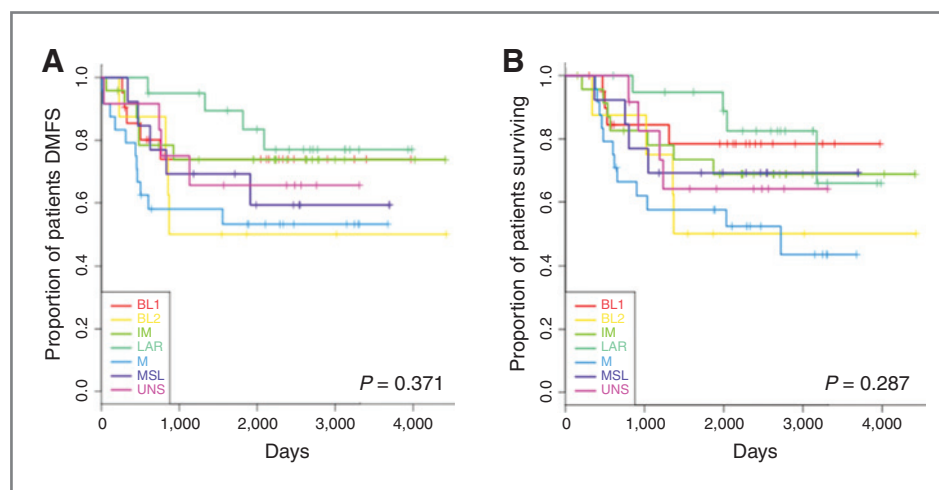 A
Proportion of patients DMFS
1.0
0.8
0.6
0.4
0.2
0.0
BL1
BL2
IM
LAR
M
MSL
UNS
P = 0.371
0 1,000 2,000 3,000 4,000
Days
B
Proportion of patients surviving
1.0
0.8
0.6
0.4
0.2
0.0
BL1
BL2
IM
LAR
M
MSL
UNS
P = 0.287
0 1,000 2,000 3,000 4,000
Days